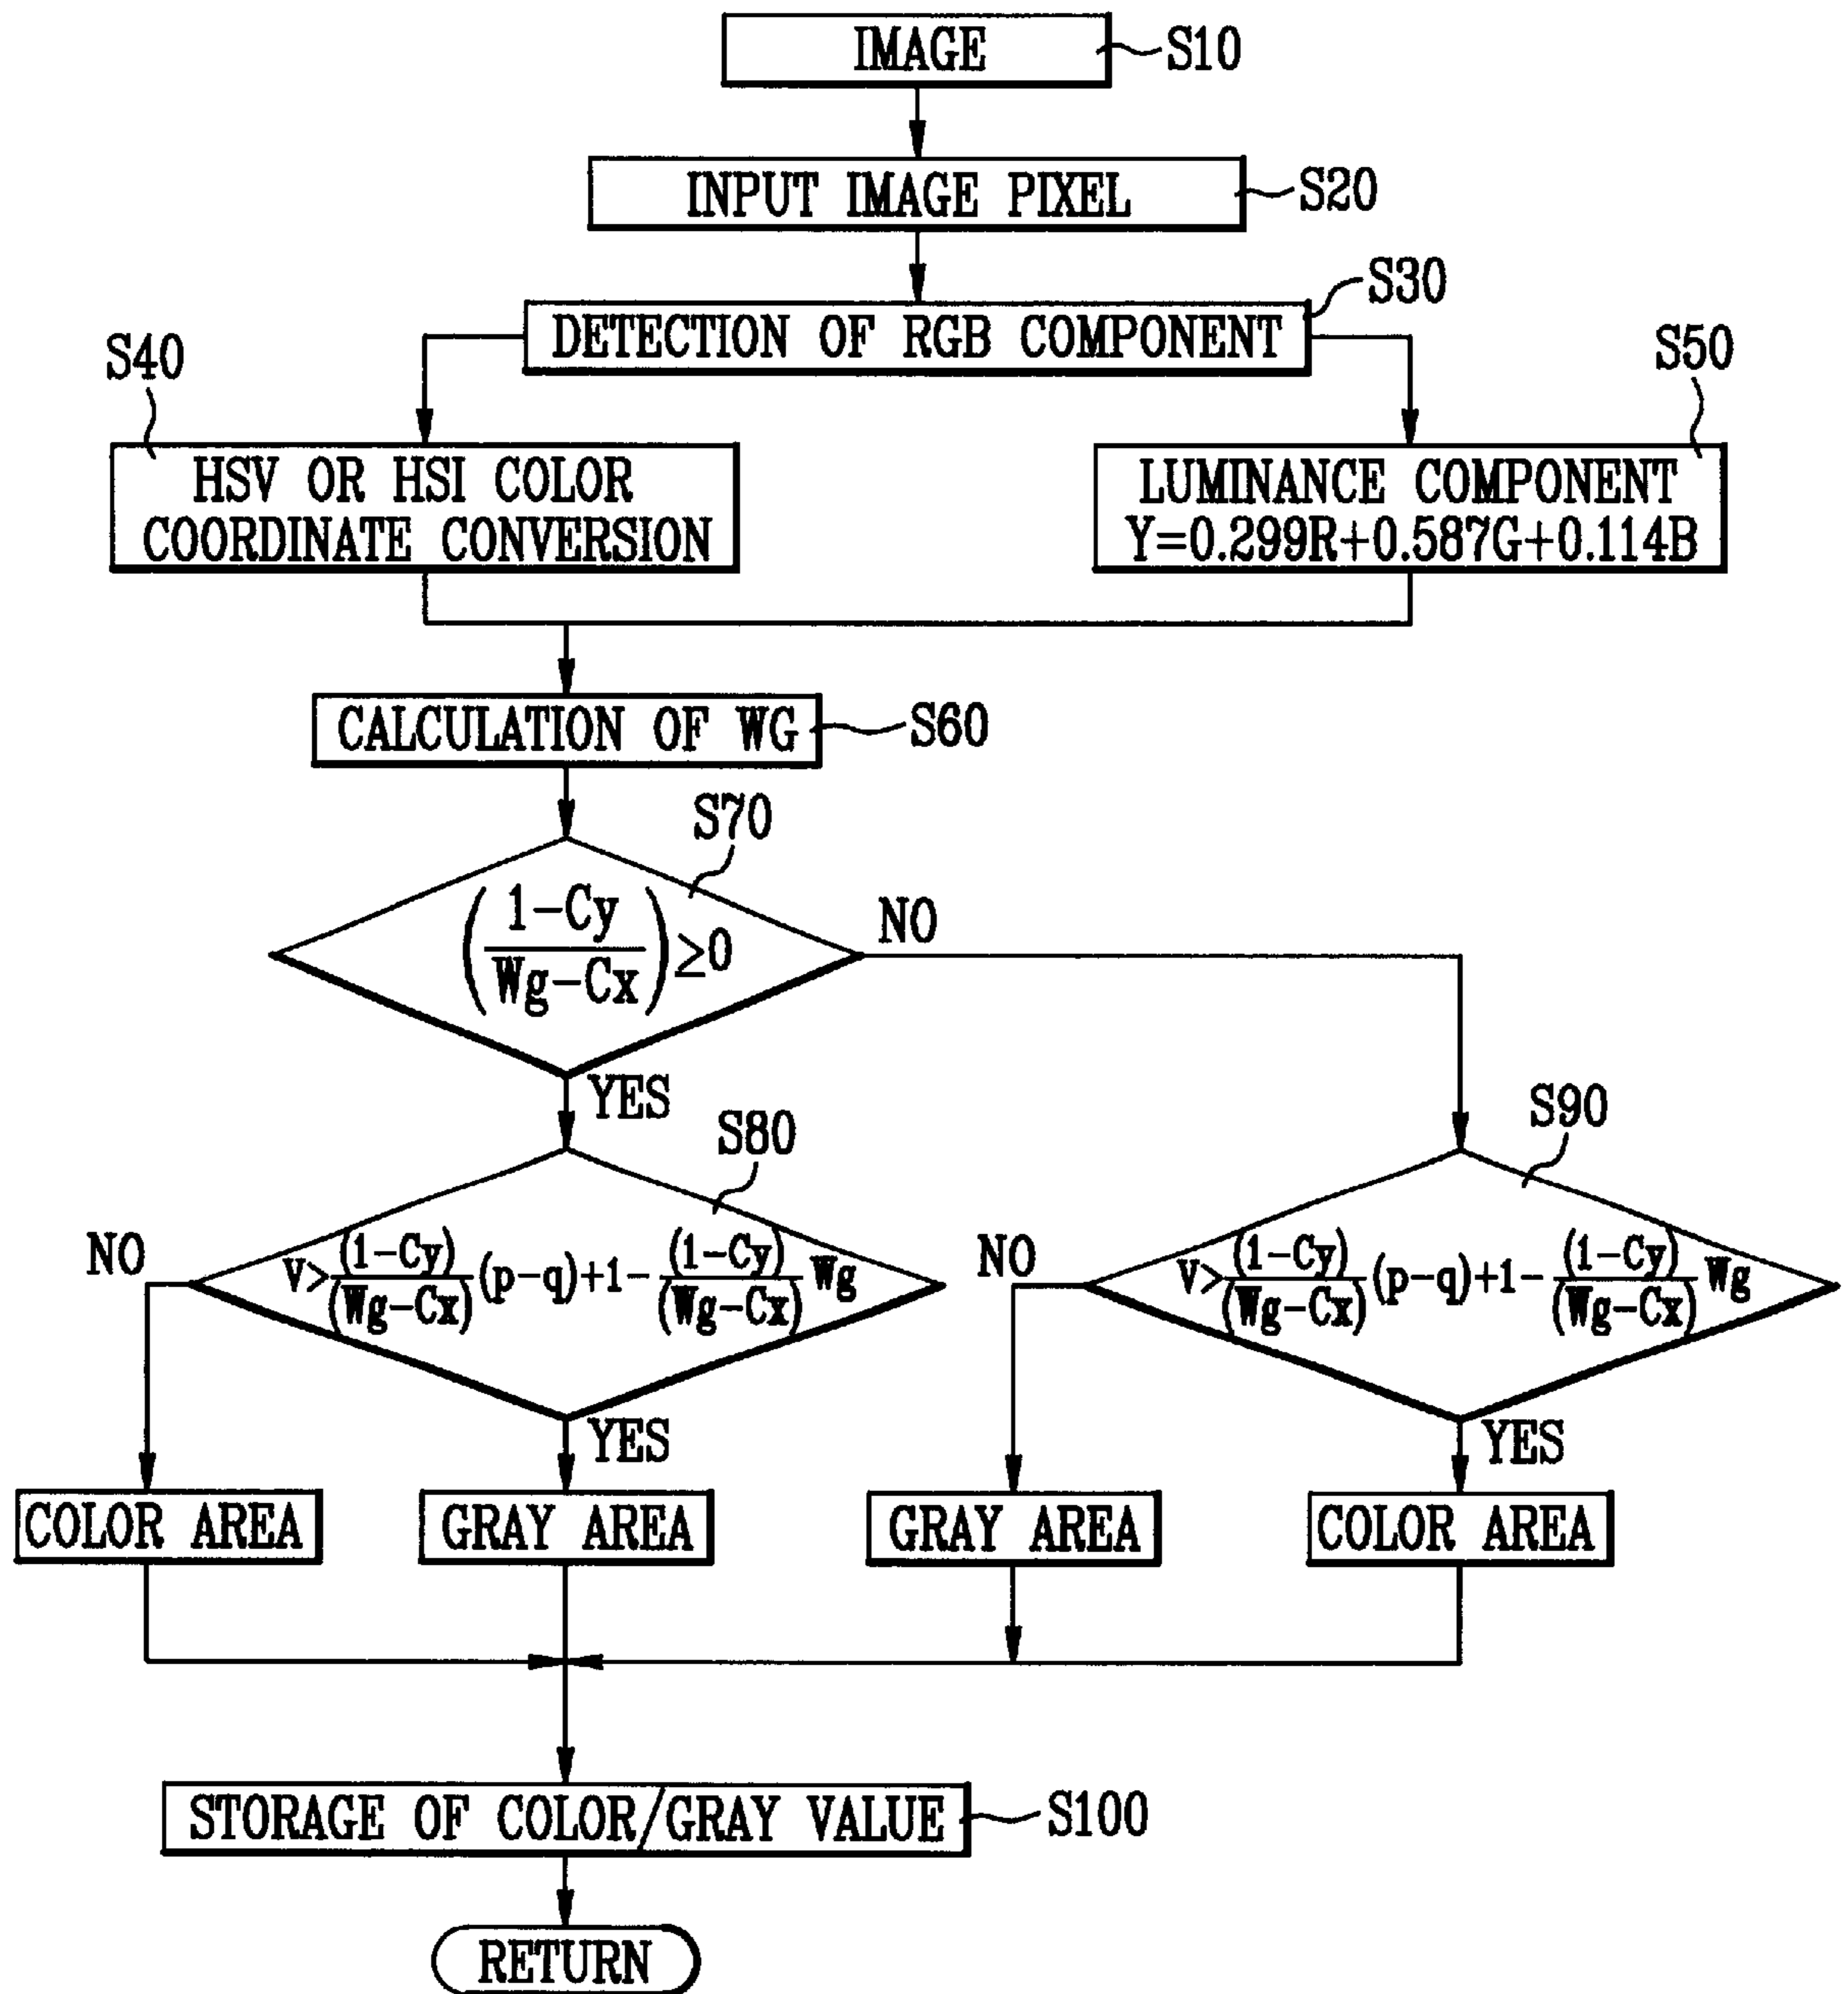 IMAGE
S10
INPUT IMAGE PIXEL
S20
S30
DETECTION OF RGB COMPONENT
S40
S50
HSV OR HSI COLOR
COORDINATE CONVERSION
LUMINANCE COMPONENT
Y=0.299R+0.587G+0.114B
CALCULATION OF WG
S60
S70
(1-Cy / Wg-Cx) ≥0
NO
YES
S80
S90
NO
V> (1-Cy)/(Wg-Cx) (p-q)+1- (1-Cy)/(Wg-Cx) Wg
NO
V> (1-Cy)/(Wg-Cx) (p-q)+1- (1-Cy)/(Wg-Cx) Wg
YES
YES
COLOR AREA
GRAY AREA
GRAY AREA
COLOR AREA
STORAGE OF COLOR/GRAY VALUE
S100
RETURN